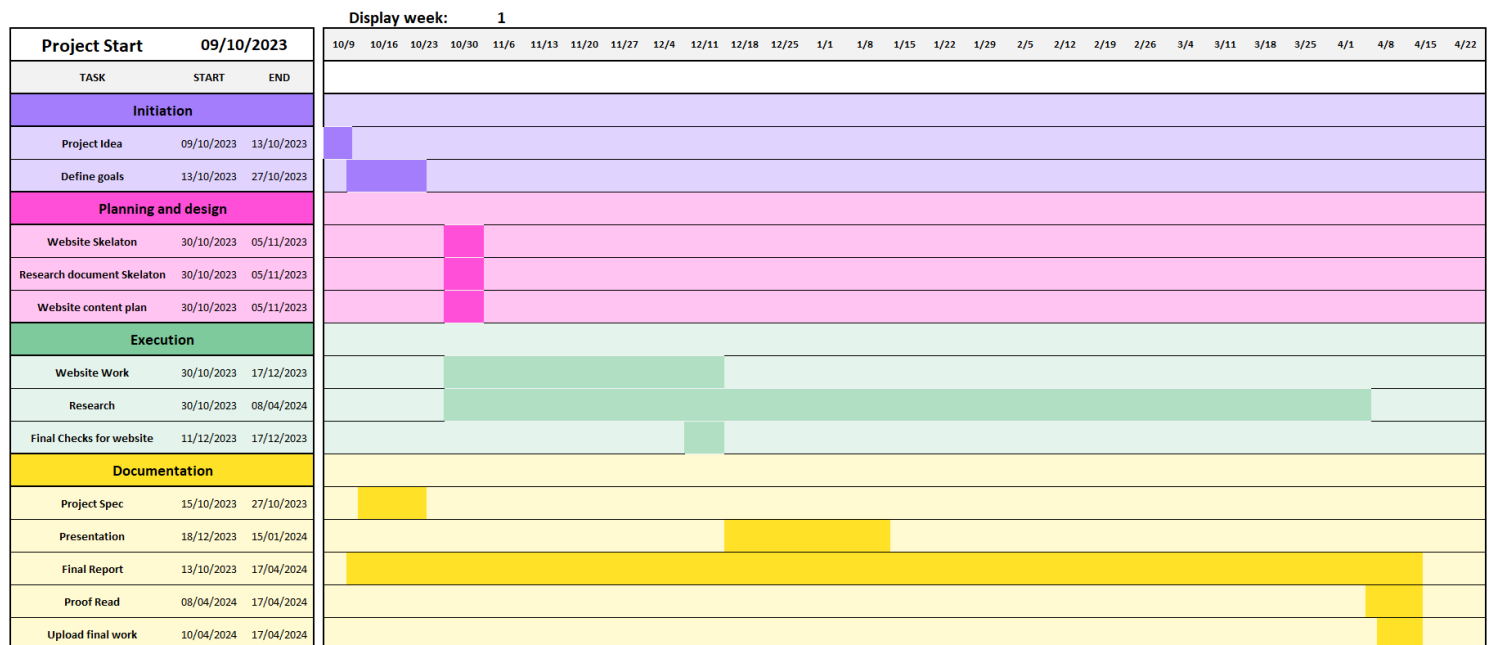 Display week: 1
Project Start 09/10/2023 10/9 10/16 10/23 10/30 11/6 11/13 11/20 11/27 12/4 12/11 12/18 12/25 1/1 1/8 1/15 1/22 1/29 2/5 2/12 2/19 2/26 3/4 3/11 3/18 3/25 4/1 4/8 4/15 4/22
TASK START END
Initiation
Project Idea 09/10/2023 13/10/2023
Define goals 13/10/2023 27/10/2023
Planning and design
Website Skelaton 30/10/2023 05/11/2023
Research document Skelaton 30/10/2023 05/11/2023
Website content plan 30/10/2023 05/11/2023
Execution
Website Work 30/10/2023 17/12/2023
Research 30/10/2023 08/04/2024
Final Checks for website 11/12/2023 17/12/2023
Documentation
Project Spec 15/10/2023 27/10/2023
Presentation 18/12/2023 15/01/2024
Final Report 13/10/2023 17/04/2024
Proof Read 08/04/2024 17/04/2024
Upload final work 10/04/2024 17/04/2024